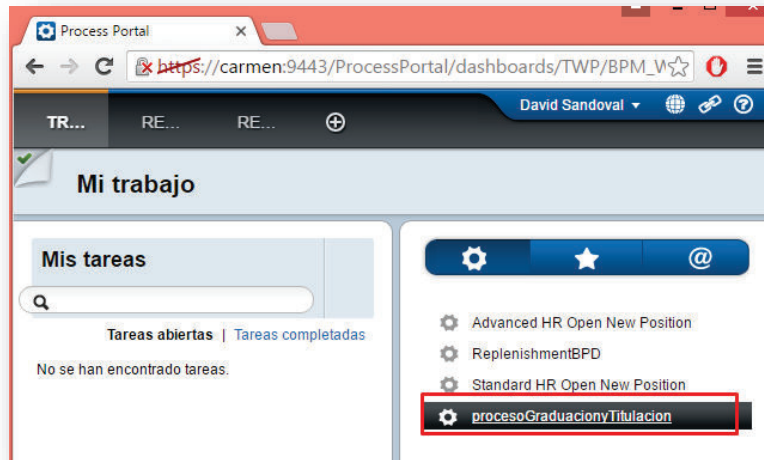 Process Portal
https://carmen:9443/ProcessPortal/dashboards/TWP/BPM_W
David Sandoval
TR...
RE...
RE...
Mi trabajo
Mis tareas
Tareas abiertas | Tareas completadas
No se han encontrado tareas.
@
Advanced HR Open New Position
ReplenishmentBPD
Standard HR Open New Position
procesoGraduacionyTitulacion